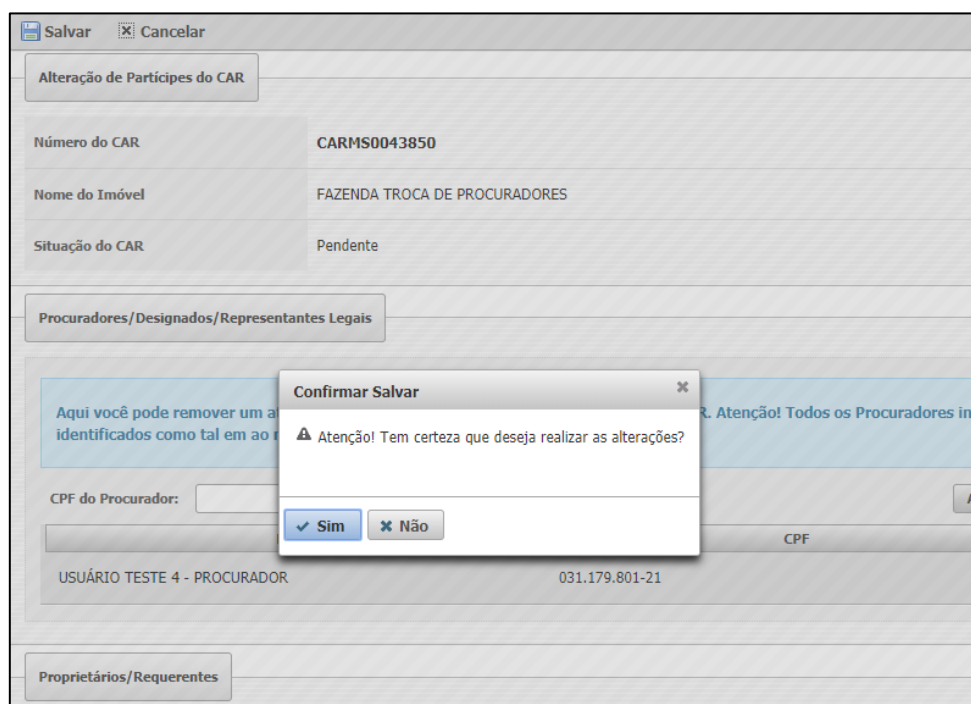 Salvar Cancelar
Alteração de Partícipes do CAR
Número do CAR CARMS0043850
Nome do Imóvel FAZENDA TROCA DE PROCURADORES
Situação do CAR Pendente
Procuradores/Designados/Representantes Legais
Confirmar Salvar
Aqui você pode remover um R. Atenção! Todos os Procuradores
identificados como tal em ao
Atenção! Tem certeza que deseja realizar as alterações?
CPF do Procurador:
Sim Não
CPF
USUÁRIO TESTE 4 - PROCURADOR 031.179.801-21
Proprietários/Requerentes